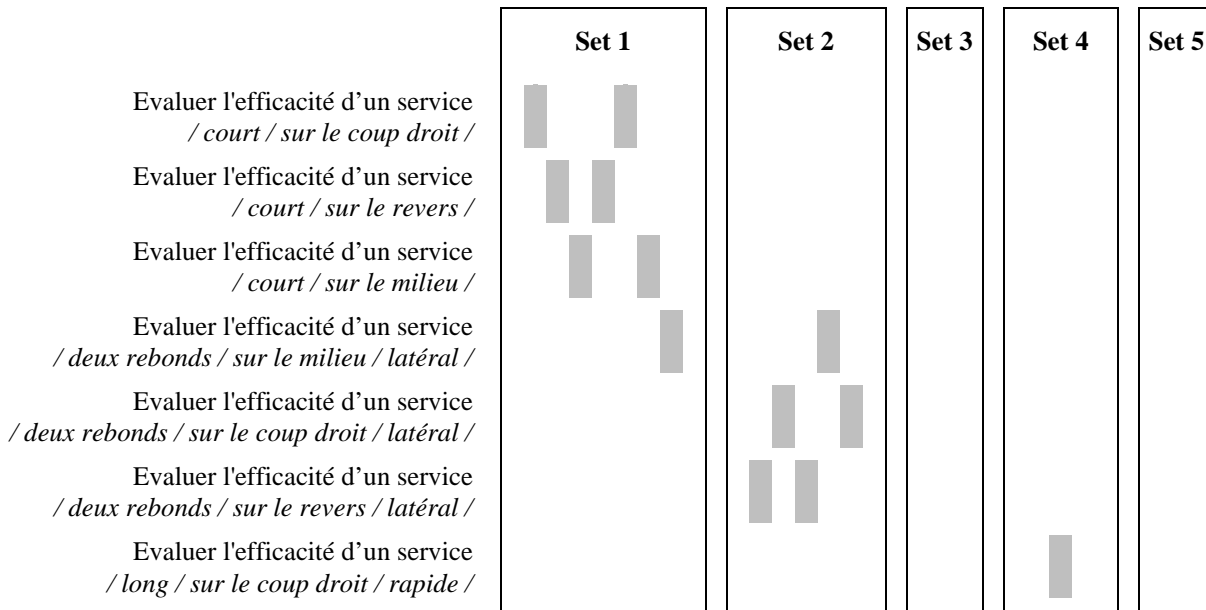 Set 1 Set 2 Set 3 Set 4 Set 5
Evaluer l'efficacité d’un service
/ court / sur le coup droit /
Evaluer l'efficacité d’un service
/ court / sur le revers /
Evaluer l'efficacité d’un service
/ court / sur le milieu /
Evaluer l'efficacité d’un service
/ deux rebonds / sur le milieu / latéral /
Evaluer l'efficacité d’un service
/ deux rebonds / sur le coup droit / latéral /
Evaluer l'efficacité d’un service
/ deux rebonds / sur le revers / latéral /
Evaluer l'efficacité d’un service
/ long / sur le coup droit / rapide /